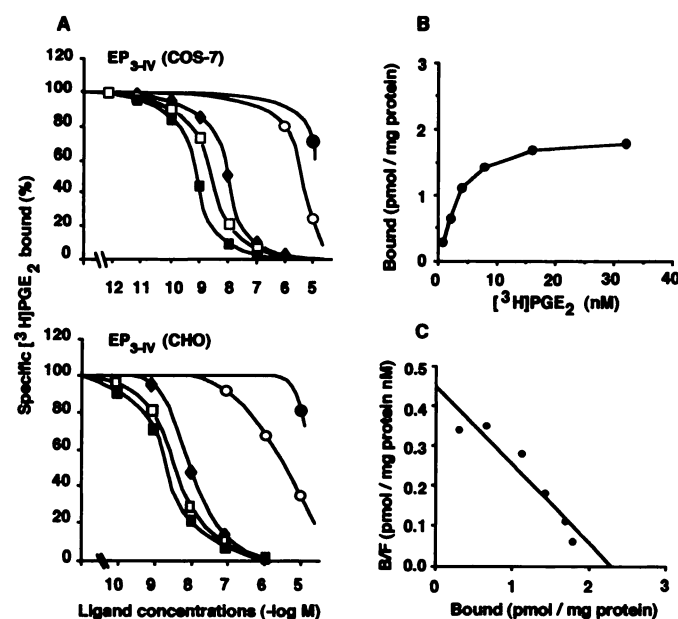 A
EP3-IV (COS-7)
120
100
80
60
40
20
0
12 11 10 9 8 7 6 5
EP3-IV (CHO)
120
100
80
60
40
20
0
10 9 8 7 6 5
Specific [3H]PGE2 bound (%)
Ligand concentrations (-log M)
B
3
2
1
0
0 10 20 30 40
Bound (pmol / mg protein)
[3H]PGE2 (nM)
C
0.5
0.4
0.3
0.2
0.1
0.0
0 1 2 3
B/F (pmol / mg protein nM)
Bound (pmol / mg protein)